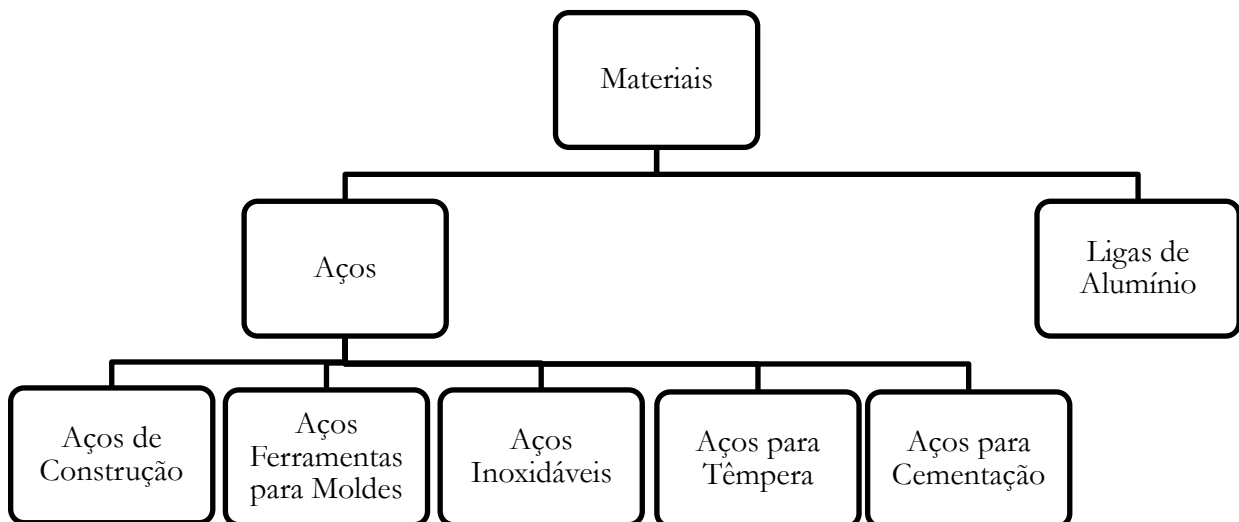 Materiais
Aços
Ligas de
Alumínio
Aços de
Construção
Aços
Ferramentas
para Moldes
Aços
Inoxidáveis
Aços para
Têmpera
Aços para
Cementação